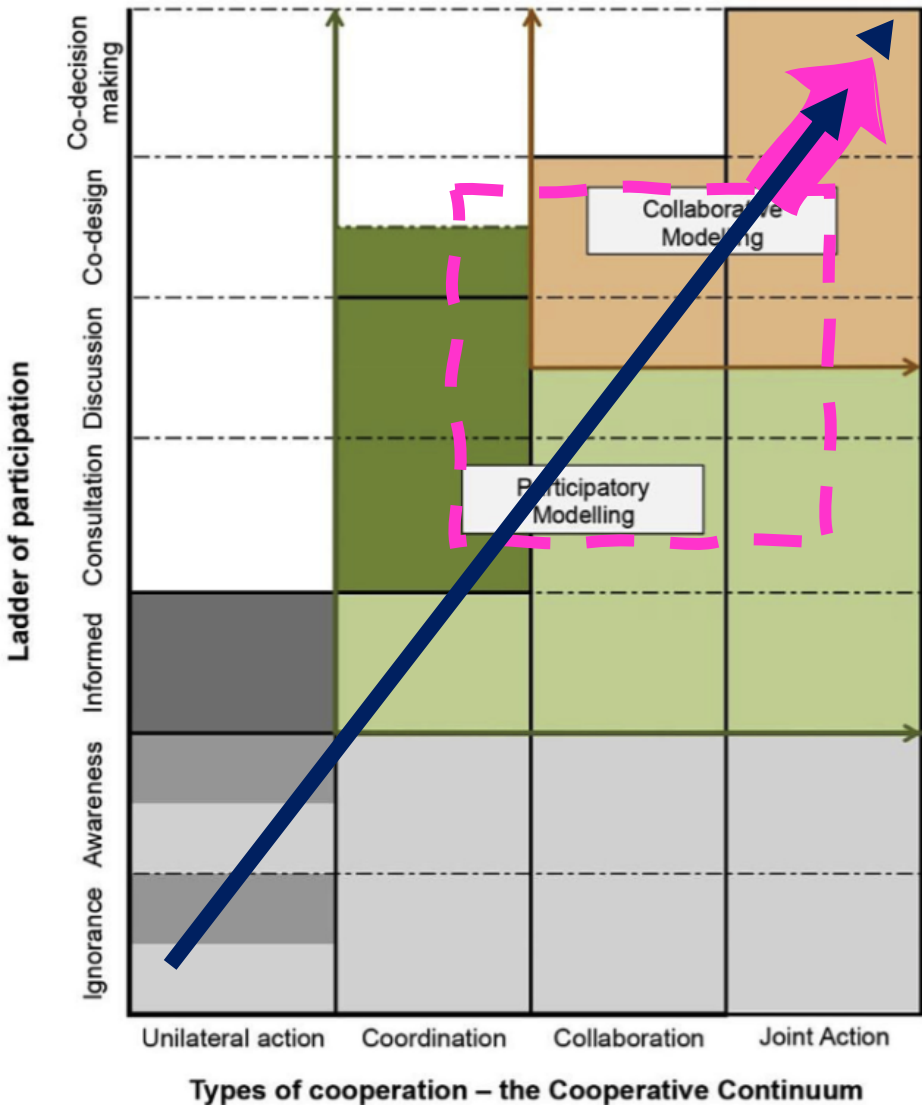 Ladder of participation
Co-decision
making
Co-design
Discussion
Consultation
Informed
Awareness
Ignorance
Collaborative
Modelling
Participatory
Modelling
Unilateral action
Coordination
Collaboration
Joint Action
Types of cooperation – the Cooperative Continuum